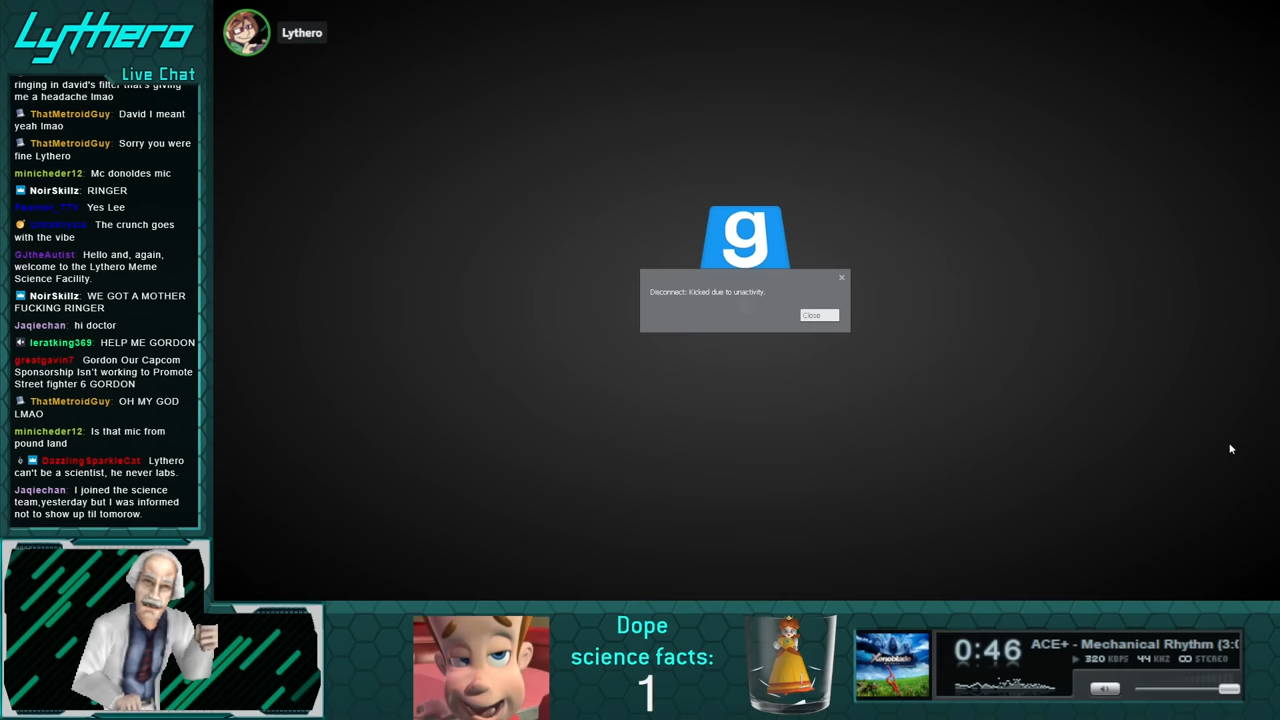 Lythero
Live Chat
Lythero
ringing in david's filter that's giving
me a headache lmao
ThatMetroidGuy: David I meant
yeah lmao
ThatMetroidGuy: Sorry you were
fine Lythero
minicheder12: Mc donoldes mic
NoirSkillz: RINGER
Yes Lee
The crunch goes
with the vibe
GJtheAutist: Hello and, again,
welcome to the Lythero Meme
Science Facility.
NoirSkillz: WE GOT A MOTHER
FUCKING RINGER
Jaqiechan: hi doctor
leratking369: HELP ME GORDON
greatgavin7: Gordon Our Capcom
Sponsorship Isn't working to Promote
Street fighter 6 GORDON
ThatMetroidGuy: OH MY GOD
LMAO
minicheder12: Is that mic from
pound land
DazzlingSparkleCat: Lythero
can't be a scientist, he never labs.
Jaqiechan: I joined the science
team,yesterday but I was informed
not to show up til tomorow.
g
Disconnect: Kicked due to unactivity.
Close
Dope
science facts:
1
Xenoblade
0:46
ACE+ - Mechanical Rhythm (3:0
320 KBPS 44 KHZ STEREO